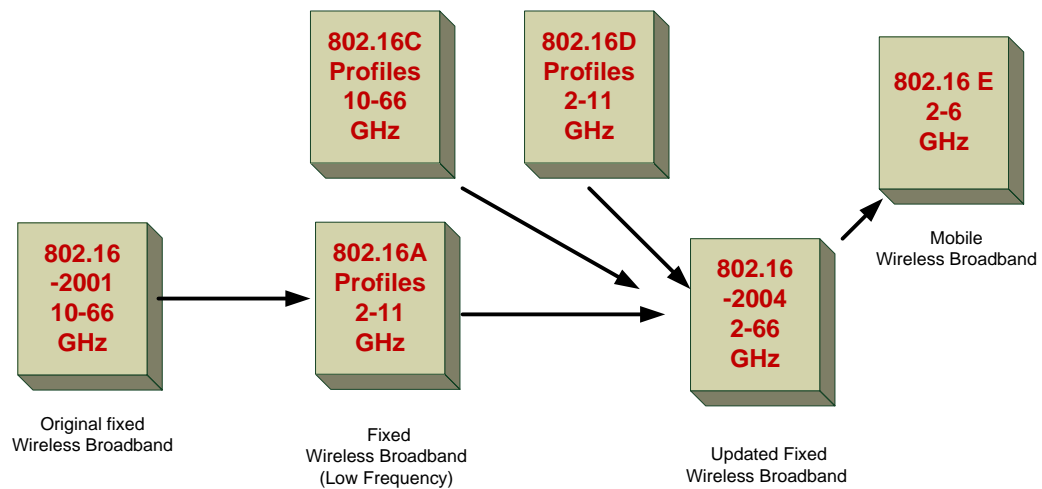 802.16C
Profiles
10-66
GHz
802.16D
Profiles
2-11
GHz
802.16 E
2-6
GHz
Mobile
Wireless Broadband
802.16
-2001
10-66
GHz
Original fixed
Wireless Broadband
802.16A
Profiles
2-11
GHz
Fixed
Wireless Broadband
(Low Frequency)
802.16
-2004
2-66
GHz
Updated Fixed
Wireless Broadband